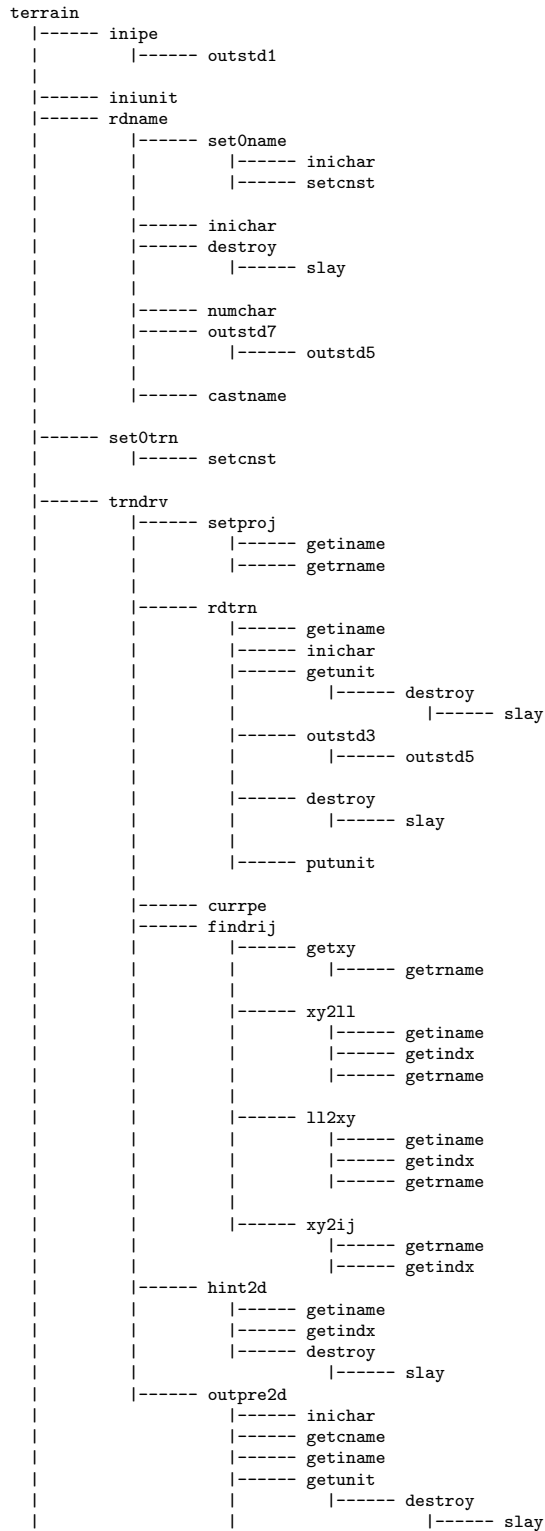 terrain
|------ inipe
| |------ outstd1
|
|------ iniunit
|------ rdname
| |------ set0name
| | |------ inichar
| | |------ setcnst
| |
| |------ inichar
| |------ destroy
| | |------ slay
| |
| |------ numchar
| |------ outstd7
| | |------ outstd5
| |
| |------ castname
|
|------ set0trn
| |------ setcnst
|
|------ trndrv
| |------ setproj
| | |------ getiname
| | |------ getrname
| |
| |------ rdtrn
| | |------ getiname
| | |------ inichar
| | |------ getunit
| | | |------ destroy
| | | |------ slay
| | |------ outstd3
| | | |------ outstd5
| | |
| | |------ destroy
| | | |------ slay
| | |
| | |------ putunit
| |
| |------ currpe
| |------ findrij
| | |------ getxy
| | | |------ getrname
| | |
| | |------ xy2ll
| | | |------ getiname
| | | |------ getindx
| | | |------ getrname
| | |
| | |------ ll2xy
| | | |------ getiname
| | | |------ getindx
| | | |------ getrname
| | |
| | |------ xy2ij
| | |------ getrname
| | |------ getindx
| |------ hint2d
| | |------ getiname
| | |------ getindx
| | |------ destroy
| | |------ slay
| |------ outpre2d
| |------ inichar
| |------ getcname
| |------ getiname
| |------ getunit
| | |------ destroy
| | |------ slay